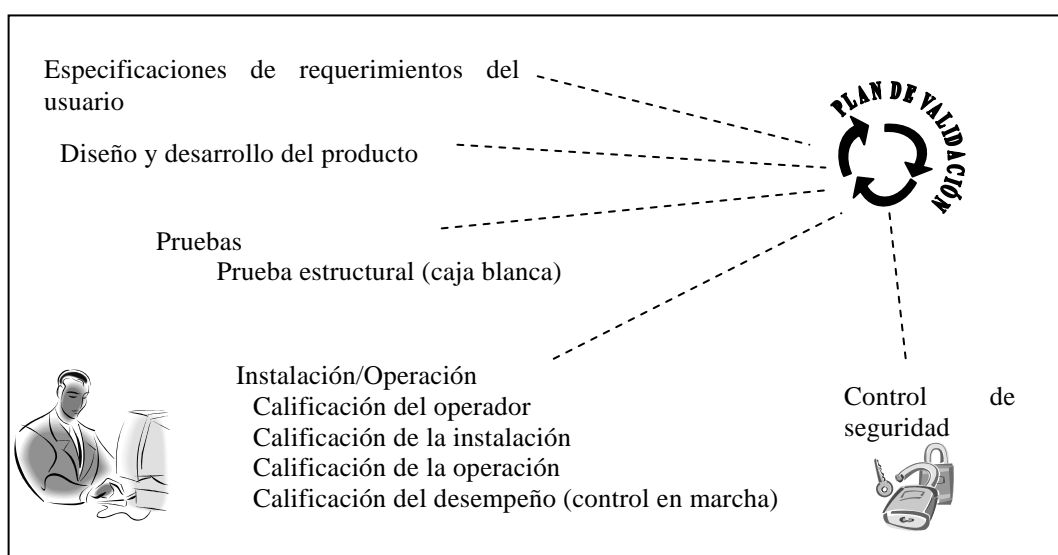 Especificaciones de requerimientos del
usuario
PLAN DE VALIDACIÓN
Diseño y desarrollo del producto
Pruebas
Prueba estructural (caja blanca)
Instalación/Operación
Calificación del operador
Calificación de la instalación
Calificación de la operación
Calificación del desempeño (control en marcha)
Control de
seguridad